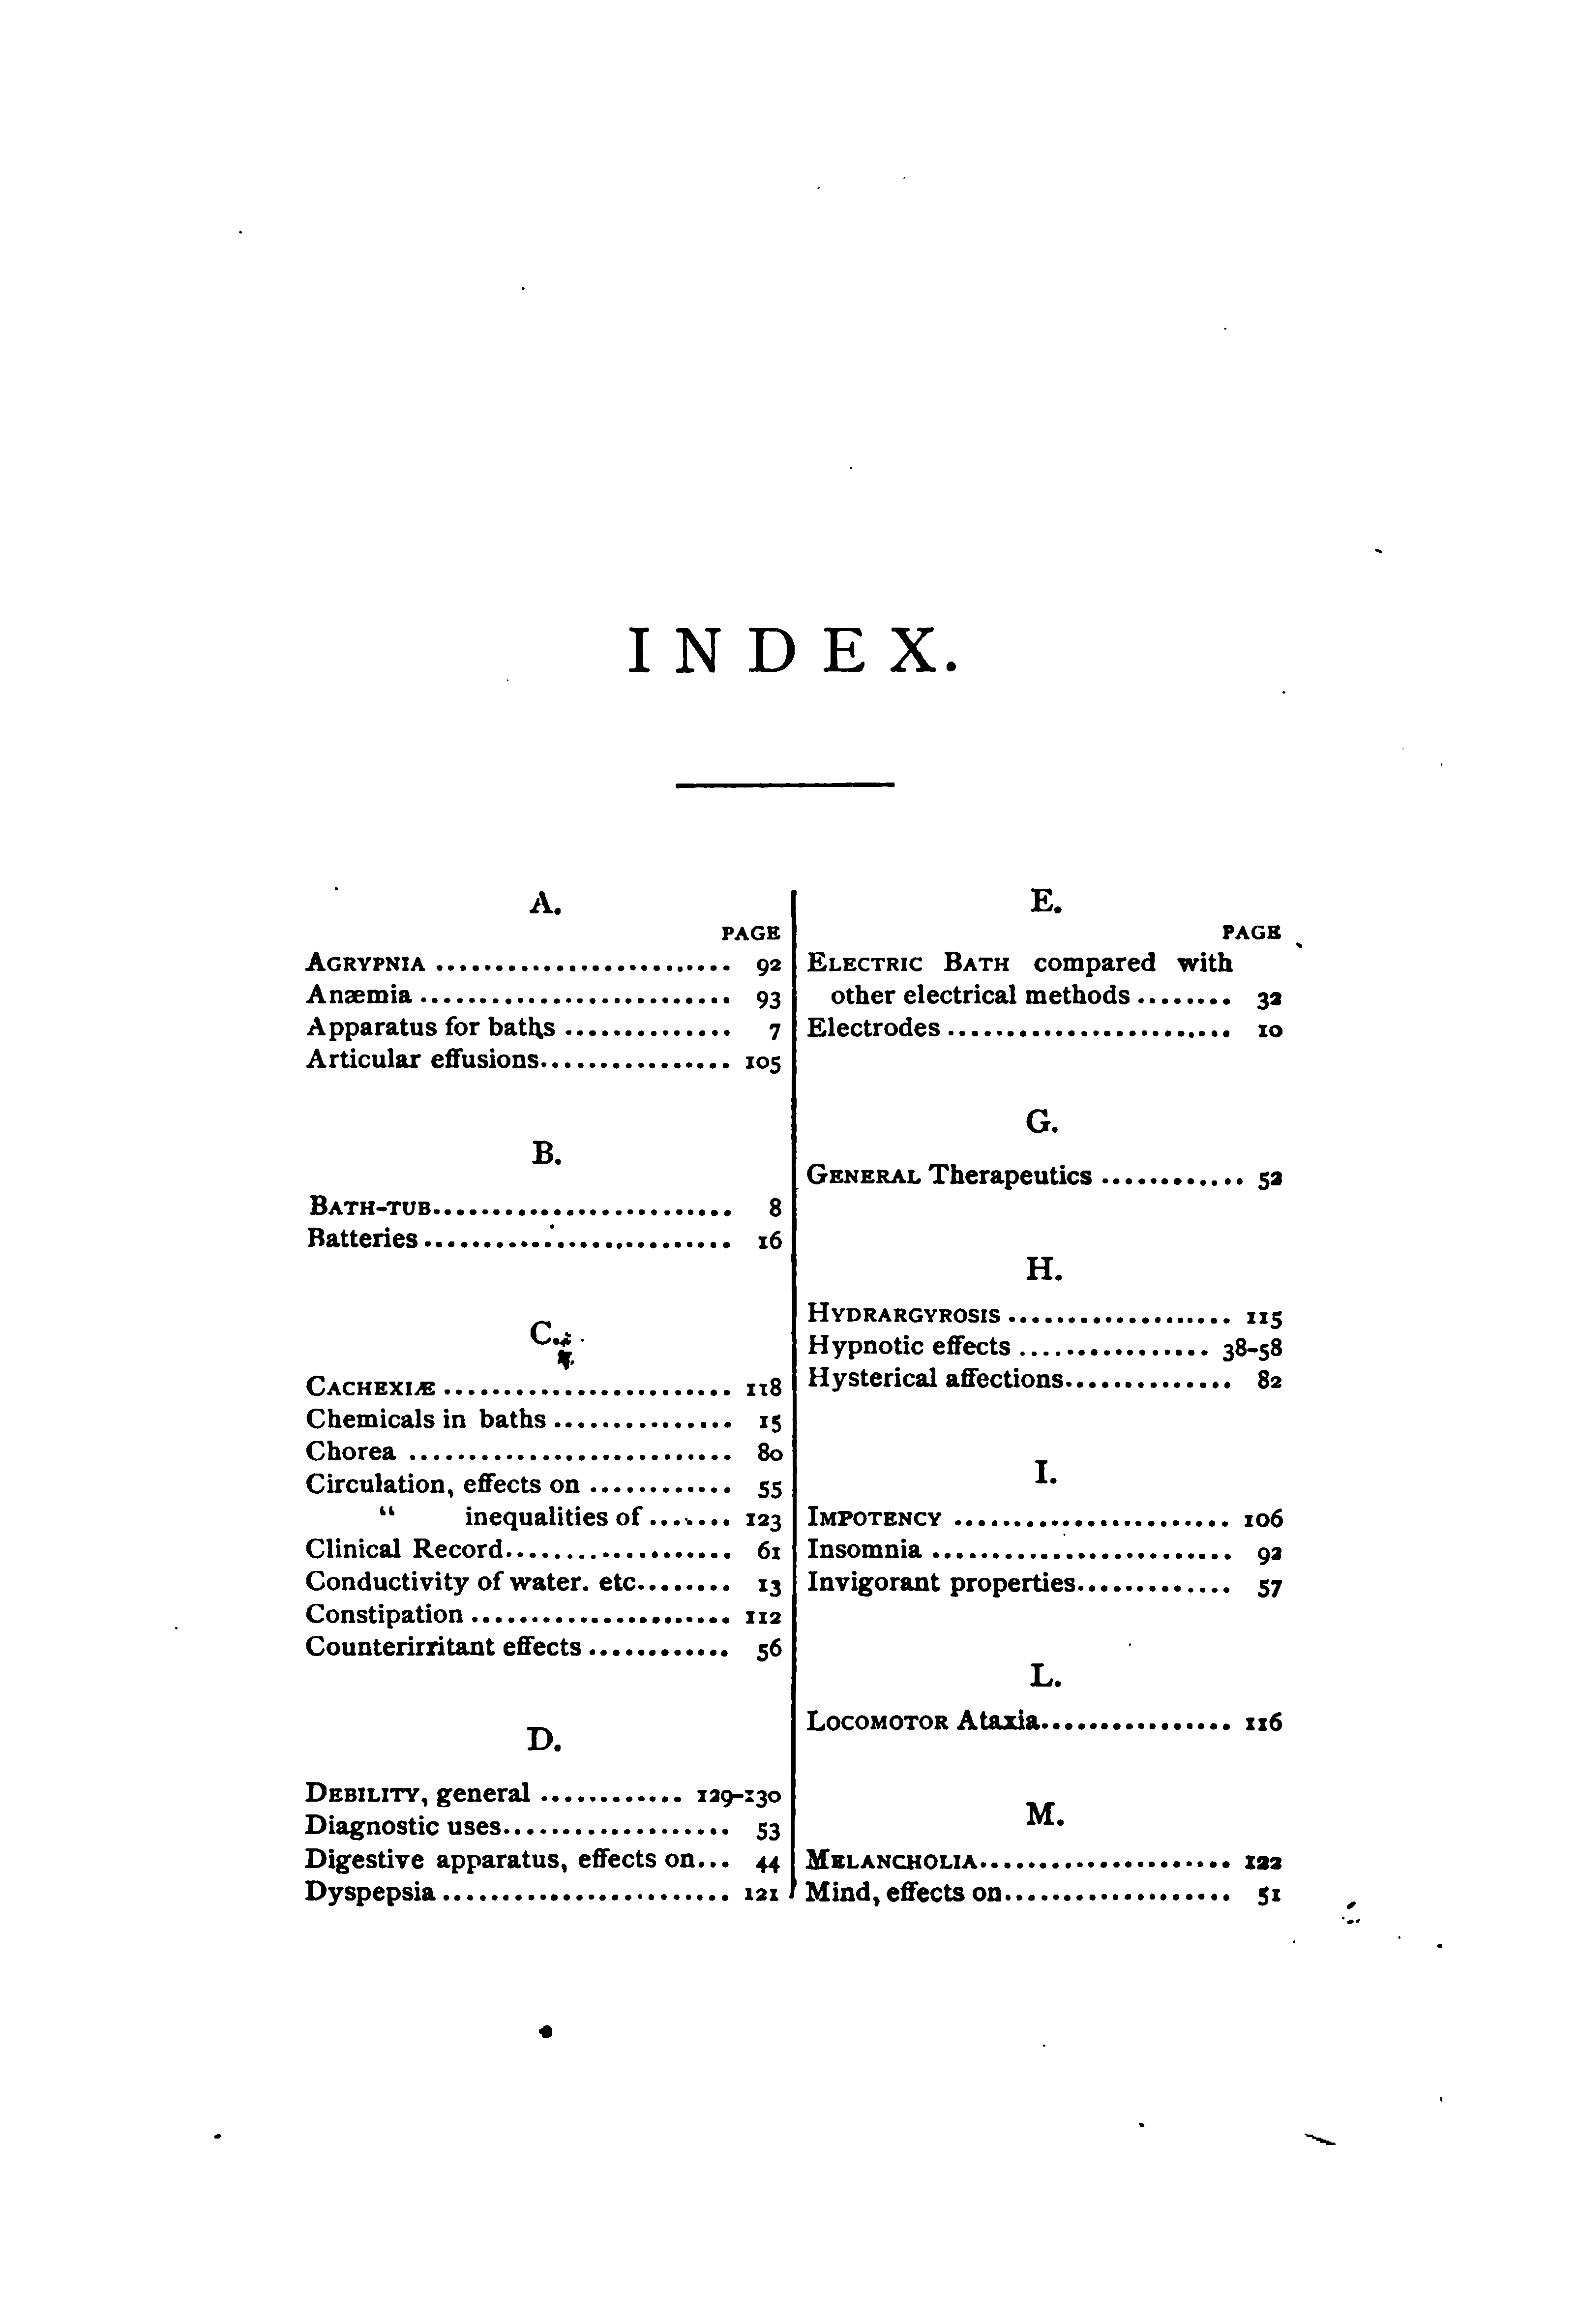 INDEX.
A.
PAGE
AGRYPNIA ......................... 92
Anæmia .......................... 93
Apparatus for baths .............. 7
Articular effusions................ 105
B.
BATH-TUB......................... 8
Batteries .......................... 16
C.
CACHEXIÆ ........................ 118
Chemicals in baths ............... 15
Chorea ........................... 80
Circulation, effects on ............ 55
“ inequalities of ....... 123
Clinical Record................... 61
Conductivity of water. etc........ 13
Constipation ...................... 112
Counterirritant effects ............ 56
D.
DEBILITY, general ............ 129-130
Diagnostic uses................... 53
Digestive apparatus, effects on... 44
Dyspepsia ........................ 121
E.
PAGE
ELECTRIC BATH compared with
other electrical methods ........ 32
Electrodes ........................ 10
G.
GENERAL Therapeutics ............ 52
H.
HYDRARGYROSIS ................... 115
Hypnotic effects ................ 38-58
Hysterical affections.............. 82
I.
IMPOTENCY ....................... 106
Insomnia ......................... 92
Invigorant properties............. 57
L.
LOCOMOTOR Ataxia................ 116
M.
MELANCHOLIA..................... 122
Mind, effects on................... 51